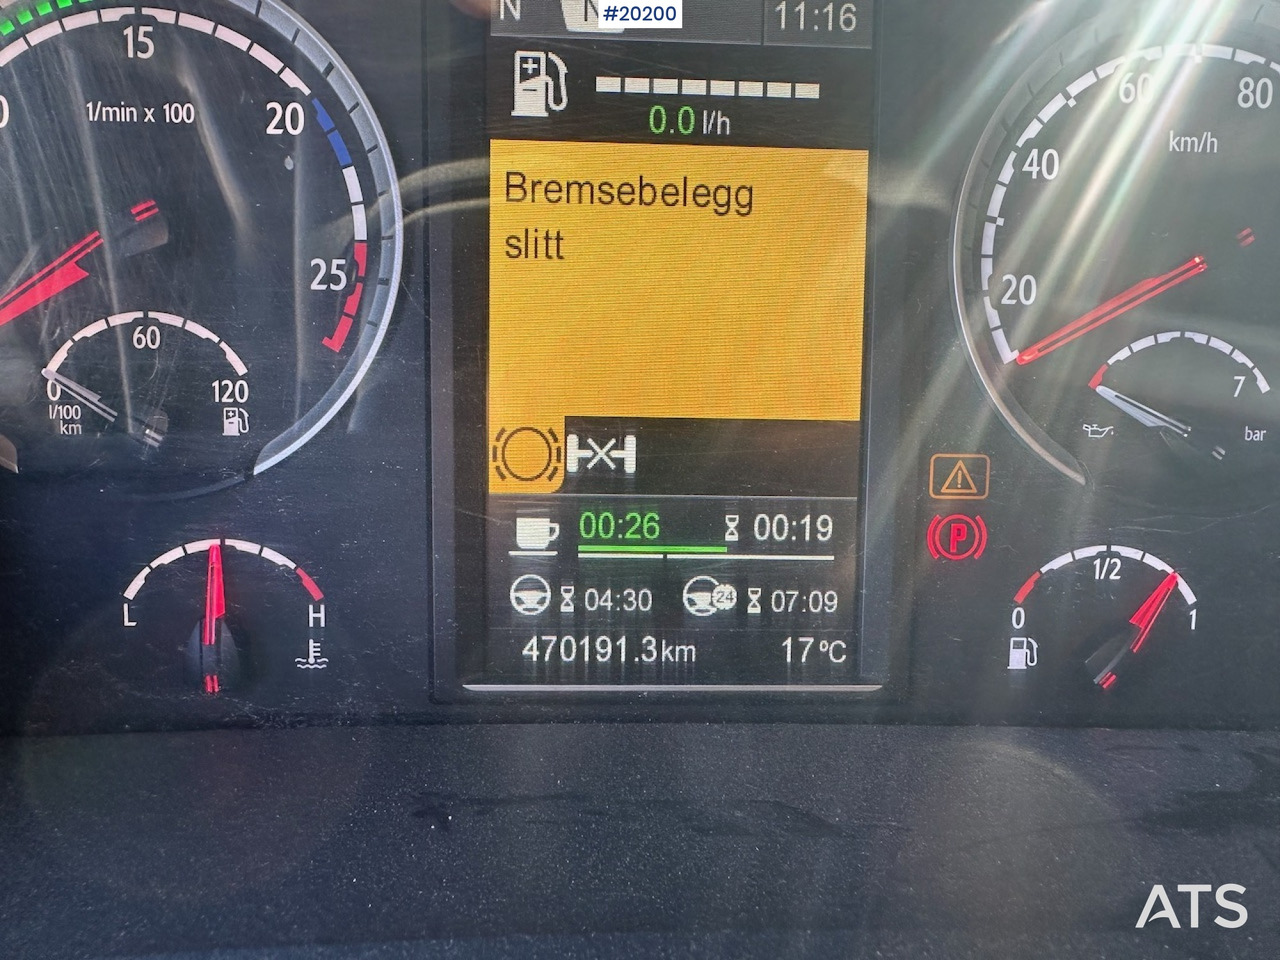 N
#20200
11:16
15
20
25
1/min x 100
0.0 l/h
60
80
40
20
km/h
Bremsebelegg
slitt
60
0
120
l/100
km
7
bar
00:26
00:19
L
H
04:30
24
07:09
470191.3km
17°C
P
0
1/2
1
ATS